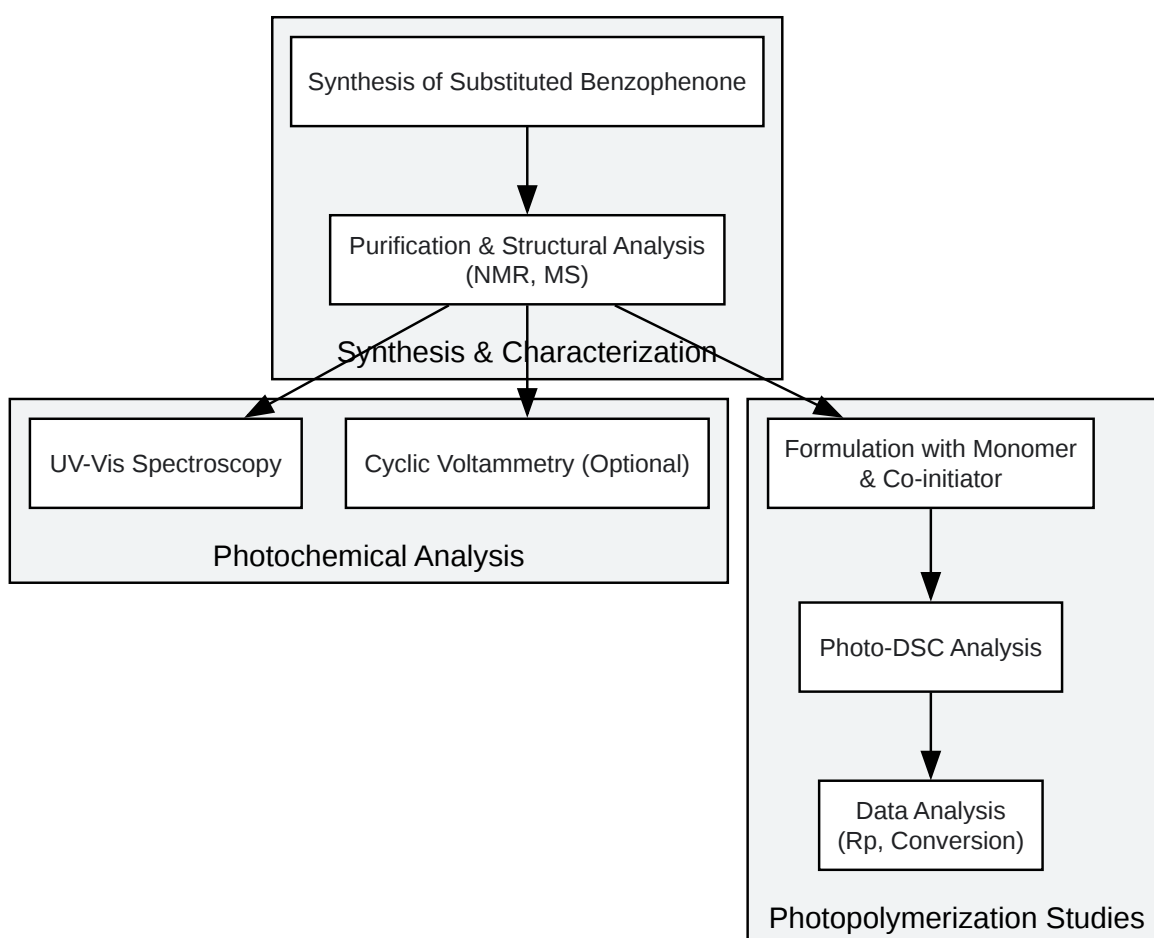 Synthesis of Substituted Benzophenone
Purification & Structural Analysis
(NMR, MS)
Synthesis & Characterization
UV-Vis Spectroscopy
Cyclic Voltammetry (Optional)
Photochemical Analysis
Formulation with Monomer
& Co-initiator
Photo-DSC Analysis
Data Analysis
(Rp, Conversion)
Photopolymerization Studies